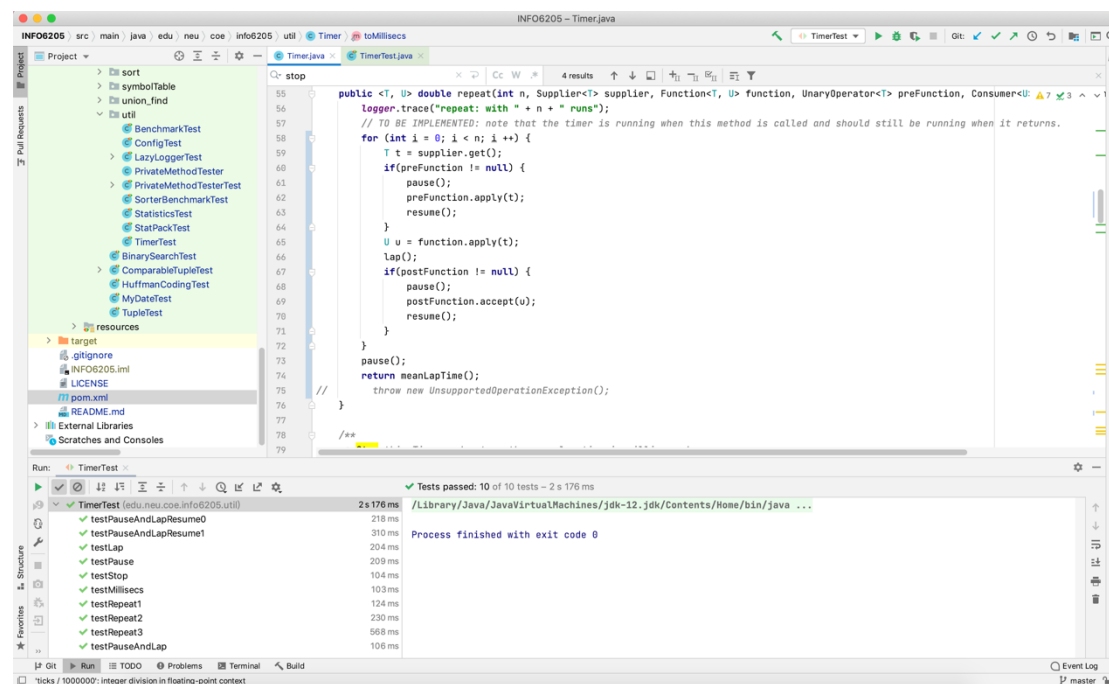 INFO6205 – Timer.java
INFO6205 src main java edu neu coe info6205 util Timer toMillisecs
TimerTest
Git:
Project
Timer.java
TimerTest.java
stop
Cc W .*
4 results
Project
Pull Requests
Structure
Favorites
sort
symbolTable
union_find
util
BenchmarkTest
ConfigTest
LazyLoggerTest
PrivateMethodTester
PrivateMethodTesterTest
SorterBenchmarkTest
StatisticsTest
StatPackTest
TimerTest
BinarySearchTest
ComparableTupleTest
HuffmanCodingTest
MyDateTest
TupleTest
resources
target
.gitignore
INFO6205.iml
LICENSE
pom.xml
README.md
External Libraries
Scratches and Consoles
7 3
55 public <T, U> double repeat(int n, Supplier<T> supplier, Function<T, U> function, UnaryOperator<T> preFunction, Consumer<U>
56 logger.trace("repeat: with " + n + " runs");
57 // TO BE IMPLEMENTED: note that the timer is running when this method is called and should still be running when it returns.
58 for (int i = 0; i < n; i ++) {
59 T t = supplier.get();
60 if(preFunction != null) {
61 pause();
62 preFunction.apply(t);
63 resume();
64 }
65 U u = function.apply(t);
66 lap();
67 if(postFunction != null) {
68 pause();
69 postFunction.accept(u);
70 resume();
71 }
72 }
73 pause();
74 return meanLapTime();
75 // throw new UnsupportedOperationException();
76 }
77
78 /**
79
Run: TimerTest
Tests passed: 10 of 10 tests – 2 s 176 ms
TimerTest (edu.neu.coe.info6205.util) 2 s 176 ms
testPauseAndLapResume0 218 ms
testPauseAndLapResume1 310 ms
testLap 204 ms
testPause 209 ms
testStop 104 ms
testMillisecs 103 ms
testRepeat1 124 ms
testRepeat2 230 ms
testRepeat3 568 ms
testPauseAndLap 106 ms
/Library/Java/JavaVirtualMachines/jdk-12.jdk/Contents/Home/bin/java ...
Process finished with exit code 0
Git Run TODO Problems Terminal Build Event Log
'ticks / 1000000': integer division in floating-point context master